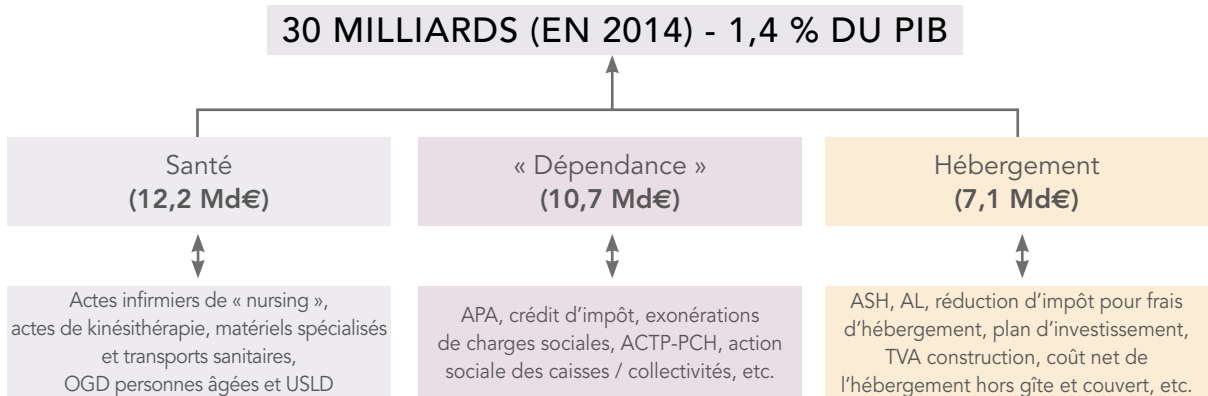 30 MILLIARDS (EN 2014) - 1,4 % DU PIB
Santé
(12,2 Md€)
Actes infirmiers de « nursing »,
actes de kinésithérapie, matériels spécialisés
et transports sanitaires,
OGD personnes âgées et USLD
« Dépendance »
(10,7 Md€)
APA, crédit d’impôt, exonérations
de charges sociales, ACTP-PCH, action
sociale des caisses / collectivités, etc.
Hébergement
(7,1 Md€)
ASH, AL, réduction d’impôt pour frais
d’hébergement, plan d’investissement,
TVA construction, coût net de
l’hébergement hors gîte et couvert, etc.